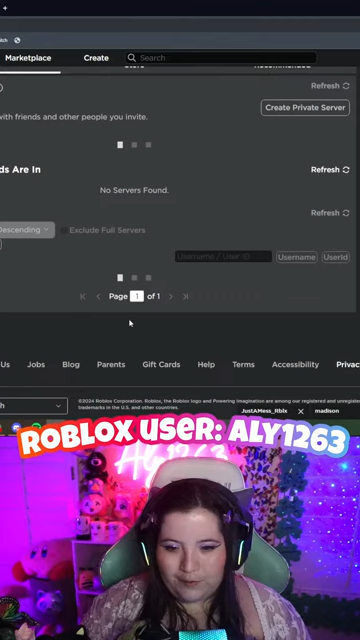 Marketplace Create Search
Refresh
Create Private Server
with friends and other people you invite.
ds Are In Refresh
No Servers Found.
Refresh
Descending Exclude Full Servers
Username / User ID Username UserId
Page 1 of 1
Us Jobs Blog Parents Gift Cards Help Terms Accessibility Privac
©2024 Roblox Corporation. Roblox, the Roblox logo and Powering Imagination are among our registered and unregistered
trademarks in the U.S. and other countries.
JustAMess_Rblx madison
ROBLOX USER: ALY1263
Aly1263